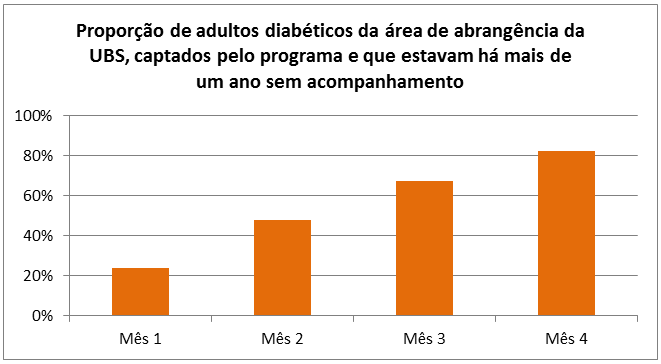 Proporção de adultos diabéticos da área de abrangência da
UBS, captados pelo programa e que estavam há mais de
um ano sem acompanhamento
100%
80%
60%
40%
20%
0%
Mês 1 Mês 2 Mês 3 Mês 4